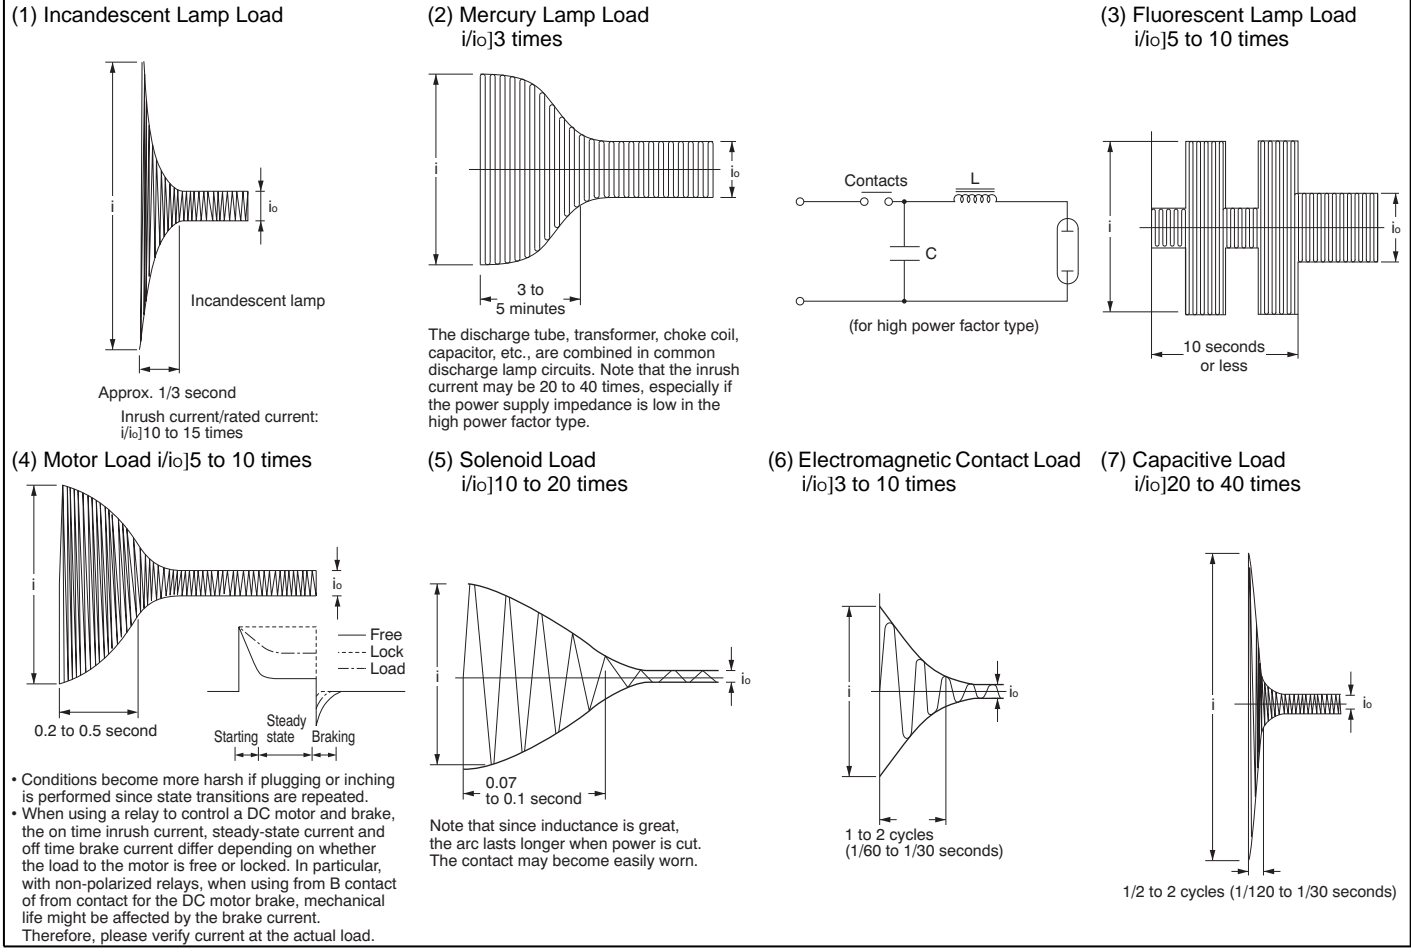 (1) Incandescent Lamp Load
i
io
Incandescent lamp
Approx. 1/3 second
Inrush current/rated current:
i/io]10 to 15 times
(2) Mercury Lamp Load
i/io]3 times
i
io
3 to
5 minutes
The discharge tube, transformer, choke coil,
capacitor, etc., are combined in common
discharge lamp circuits. Note that the inrush
current may be 20 to 40 times, especially if
the power supply impedance is low in the
high power factor type.
Contacts
L
C
(for high power factor type)
(3) Fluorescent Lamp Load
i/io]5 to 10 times
i
io
10 seconds
or less
(4) Motor Load i/io]5 to 10 times
i
io
Free
Lock
Load
0.2 to 0.5 second
Starting
Steady
state
Braking
• Conditions become more harsh if plugging or inching
is performed since state transitions are repeated.
• When using a relay to control a DC motor and brake,
the on time inrush current, steady-state current and
off time brake current differ depending on whether
the load to the motor is free or locked. In particular,
with non-polarized relays, when using from B contact
of from contact for the DC motor brake, mechanical
life might be affected by the brake current.
Therefore, please verify current at the actual load.
(5) Solenoid Load
i/io]10 to 20 times
i
io
0.07
to 0.1 second
Note that since inductance is great,
the arc lasts longer when power is cut.
The contact may become easily worn.
(6) Electromagnetic Contact Load
i/io]3 to 10 times
i
io
1 to 2 cycles
(1/60 to 1/30 seconds)
(7) Capacitive Load
i/io]20 to 40 times
i
io
1/2 to 2 cycles (1/120 to 1/30 seconds)